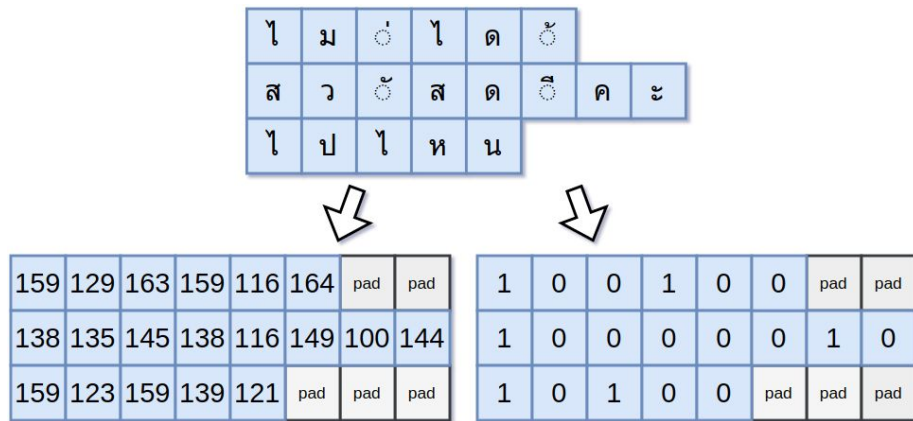 ไ ม ◌่ ไ ด ◌้
ส ว ◌ั ส ด ◌ี ค ะ
ไ ป ไ ห น
159 129 163 159 116 164 pad pad
138 135 145 138 116 149 100 144
159 123 159 139 121 pad pad pad
1 0 0 1 0 0 pad pad
1 0 0 0 0 0 1 0
1 0 1 0 0 pad pad pad